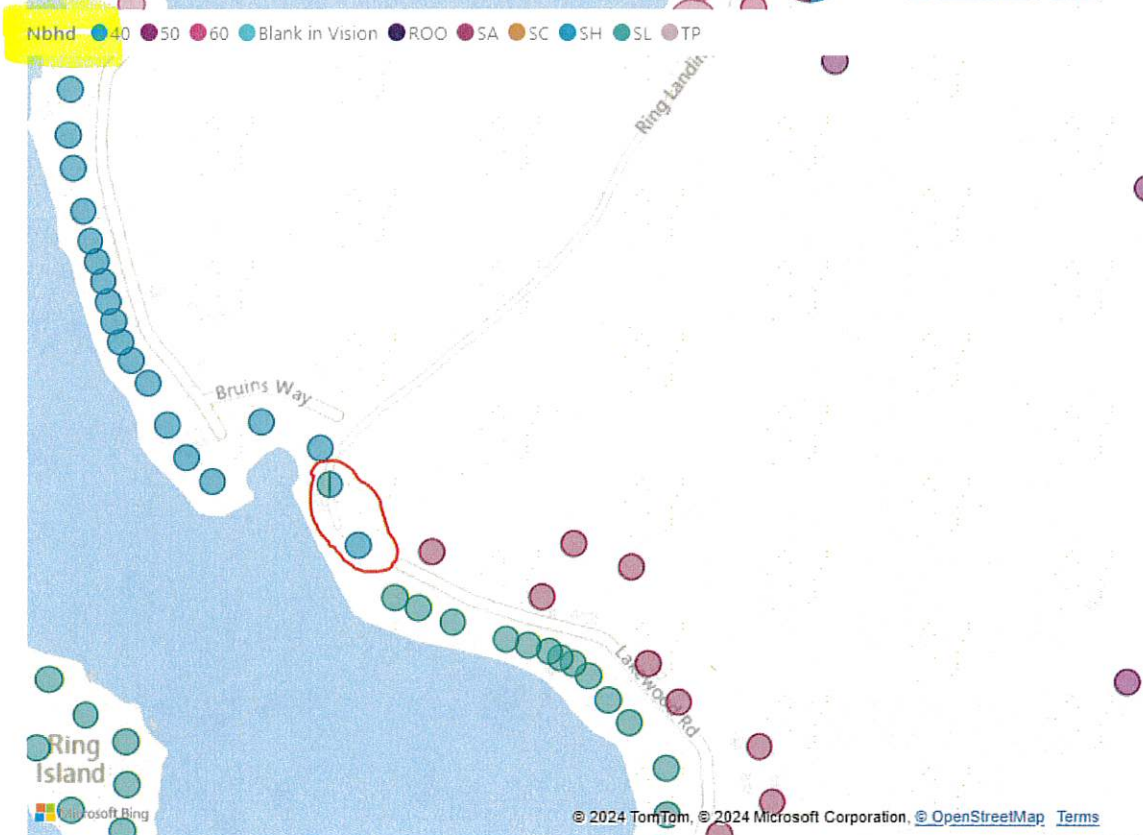 Nbhd 40 50 60 Blank in Vision ROO SA SC SH SL TP
Ring Landin
Bruins Way
Lakewood Rd
Ring
Island
Microsoft Bing
© 2024 TomTom, © 2024 Microsoft Corporation, © OpenStreetMap Terms